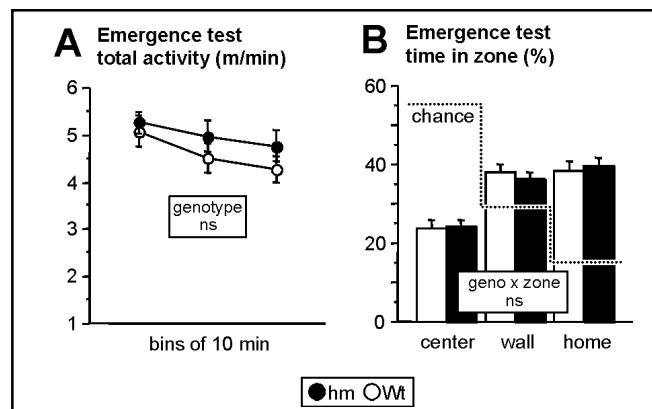 A
Emergence test
total activity (m/min)
6
5
4
3
2
1
genotype
ns
bins of 10 min
B
Emergence test
time in zone (%)
60
40
20
0
chance
geno x zone
ns
center wall home
hm Wt